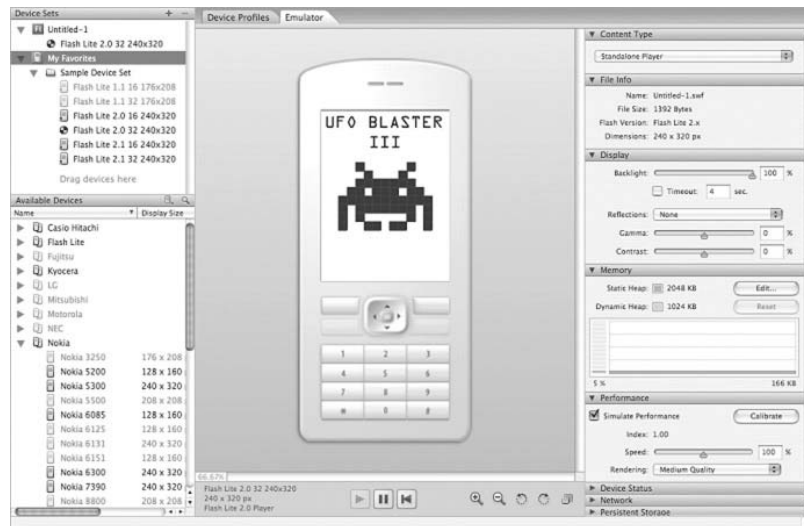 Device Sets + −
Untitled-1
Flash Lite 2.0 32 240x320
My Favorites
Sample Device Set
Flash Lite 1.1 16 176x208
Flash Lite 1.1 32 176x208
Flash Lite 2.0 16 240x320
Flash Lite 2.0 32 240x320
Flash Lite 2.1 16 240x320
Flash Lite 2.1 32 240x320
Drag devices here
Available Devices
Name Display Size
Casio Hitachi
Flash Lite
Fujitsu
Kyocera
LG
Mitsubishi
Motorola
NEC
Nokia
Nokia 3250 176 x 208
Nokia 5200 128 x 160
Nokia 5300 240 x 320
Nokia 5500 208 x 208
Nokia 6085 128 x 160
Nokia 6125 128 x 160
Nokia 6131 240 x 320
Nokia 6151 128 x 160
Nokia 6300 240 x 320
Nokia 7390 240 x 320
Nokia 8800 208 x 208
Device Profiles Emulator
UFO BLASTER
III
1 2 3
4 5 6
7 8 9
* 0 #
66.67%
Flash Lite 2.0 32 240x320
240 x 320 px
Flash Lite 2.0 Player
Content Type
Standalone Player
File Info
Name: Untitled-1.swf
File Size: 1392 Bytes
Flash Version: Flash Lite 2.x
Dimensions: 240 x 320 px
Display
Backlight: 100 %
Timeout: 4 sec.
Reflections: None
Gamma: 0 %
Contrast: 0 %
Memory
Static Heap: 2048 KB Edit...
Dynamic Heap: 1024 KB Reset
5 % 166 KB
Performance
Simulate Performance Calibrate
Index: 1.00
Speed: 100 %
Rendering: Medium Quality
Device Status
Network
Persistent Storage